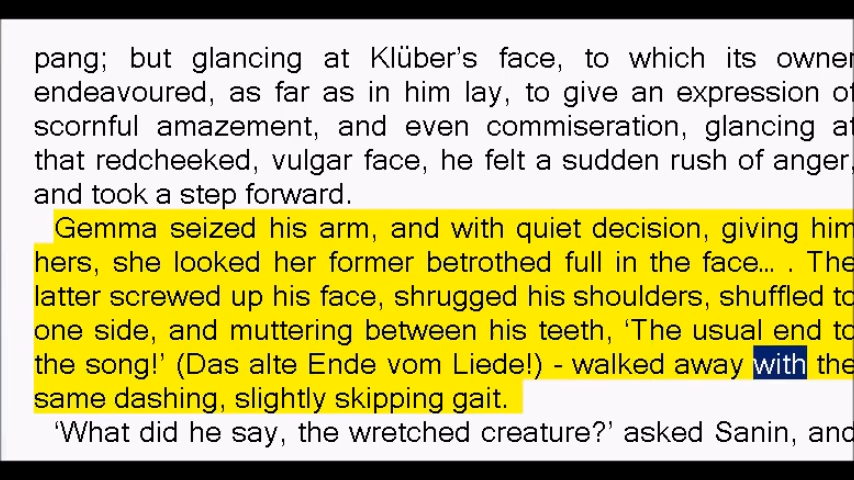 pang; but glancing at Klüber’s face, to which its owner
endeavoured, as far as in him lay, to give an expression of
scornful amazement, and even commiseration, glancing at
that redcheeked, vulgar face, he felt a sudden rush of anger,
and took a step forward.
Gemma seized his arm, and with quiet decision, giving him
hers, she looked her former betrothed full in the face… . The
latter screwed up his face, shrugged his shoulders, shuffled to
one side, and muttering between his teeth, ‘The usual end to
the song!’ (Das alte Ende vom Liede!) - walked away with the
same dashing, slightly skipping gait.
‘What did he say, the wretched creature?’ asked Sanin, and